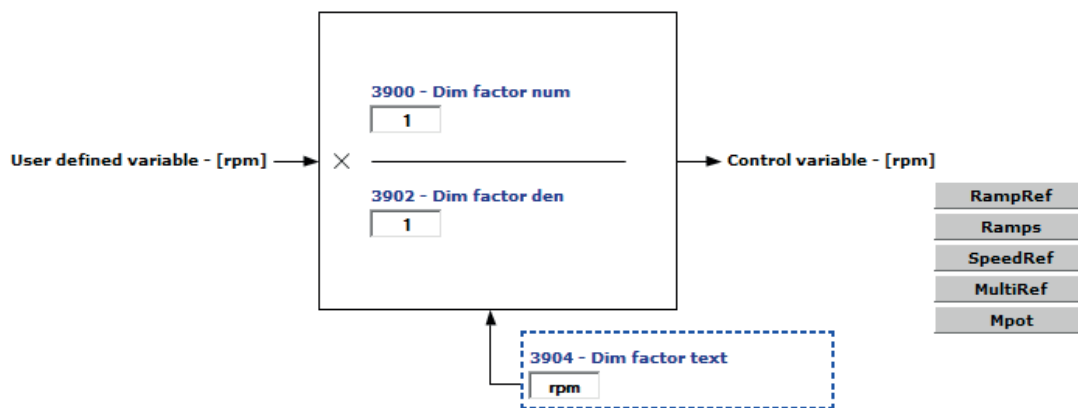 3900 - Dim factor num
1
User defined variable - [rpm]
×
Control variable - [rpm]
3902 - Dim factor den
1
RampRef
Ramps
SpeedRef
MultiRef
Mpot
3904 - Dim factor text
rpm